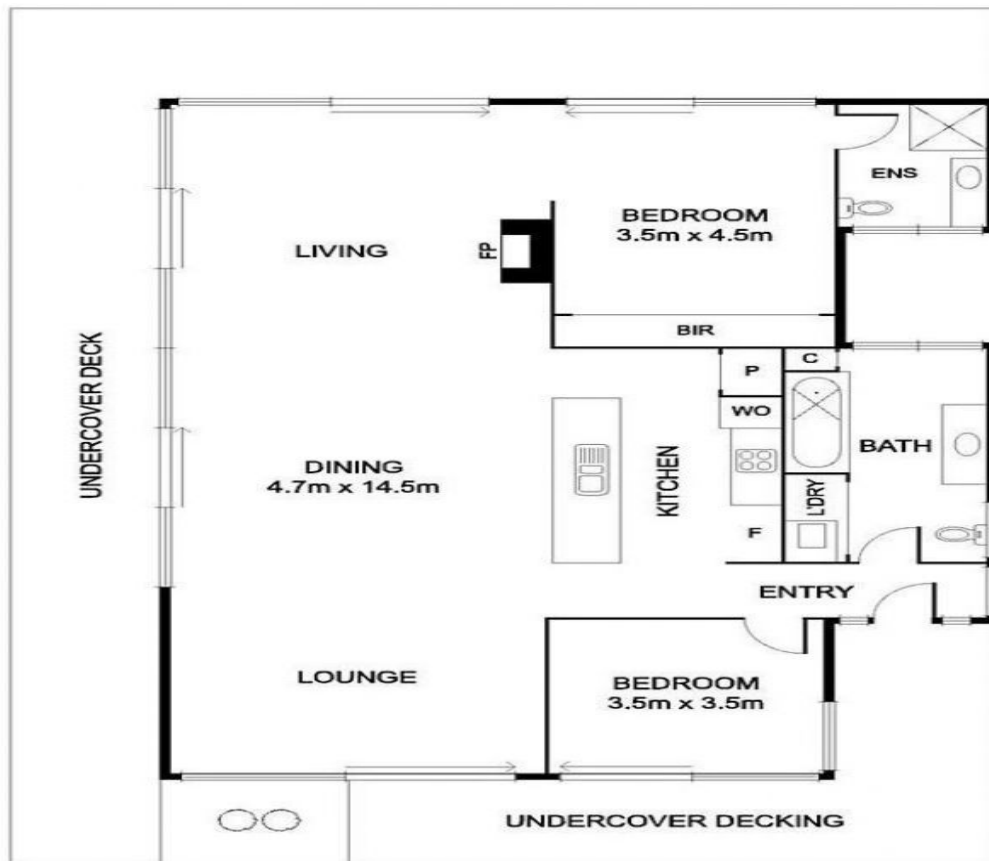 ENS
BEDROOM
3.5m x 4.5m
LIVING
FP
BIR
UNDERCOVER DECK
P
C
WO
DINING
4.7m x 14.5m
KITCHEN
BATH
L'DRY
F
ENTRY
LOUNGE
BEDROOM
3.5m x 3.5m
UNDERCOVER DECKING